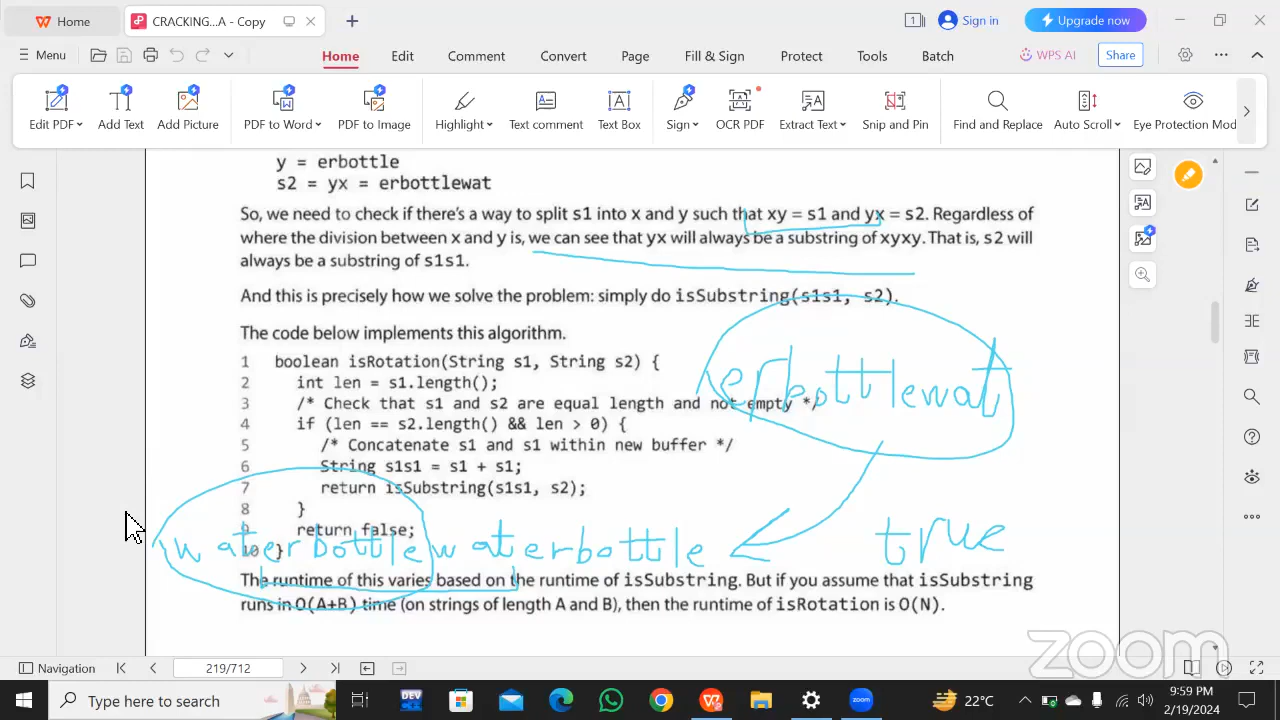 Home
CRACKING...A - Copy
Sign in
Upgrade now
Menu
Home Edit Comment Convert Page Fill & Sign Protect Tools Batch
WPS AI
Share
Edit PDF Add Text Add Picture PDF to Word PDF to Image Highlight Text comment Text Box Sign OCR PDF Extract Text Snip and Pin Find and Replace Auto Scroll Eye Protection Mod
y = erbottle
s2 = yx = erbottlewat
So, we need to check if there's a way to split s1 into x and y such that xy = s1 and yx = s2. Regardless of
where the division between x and y is, we can see that yx will always be a substring of xyxy. That is, s2 will
always be a substring of s1s1.
And this is precisely how we solve the problem: simply do isSubstring(s1s1, s2).
The code below implements this algorithm.
1 boolean isRotation(String s1, String s2) {
2 int len = s1.length();
3 /* Check that s1 and s2 are equal length and not empty */
4 if (len == s2.length() && len > 0) {
5 /* Concatenate s1 and s1 within new buffer */
6 String s1s1 = s1 + s1;
7 return isSubstring(s1s1, s2);
8 }
9 return false;
10 }
erbottlewat
waterbottlewaterbottle
true
The runtime of this varies based on the runtime of isSubstring. But if you assume that isSubstring
runs in O(A+B) time (on strings of length A and B), then the runtime of isRotation is O(N).
zoom
Navigation
219/712
Type here to search
DEV
zoom
22°C
9:59 PM
2/19/2024